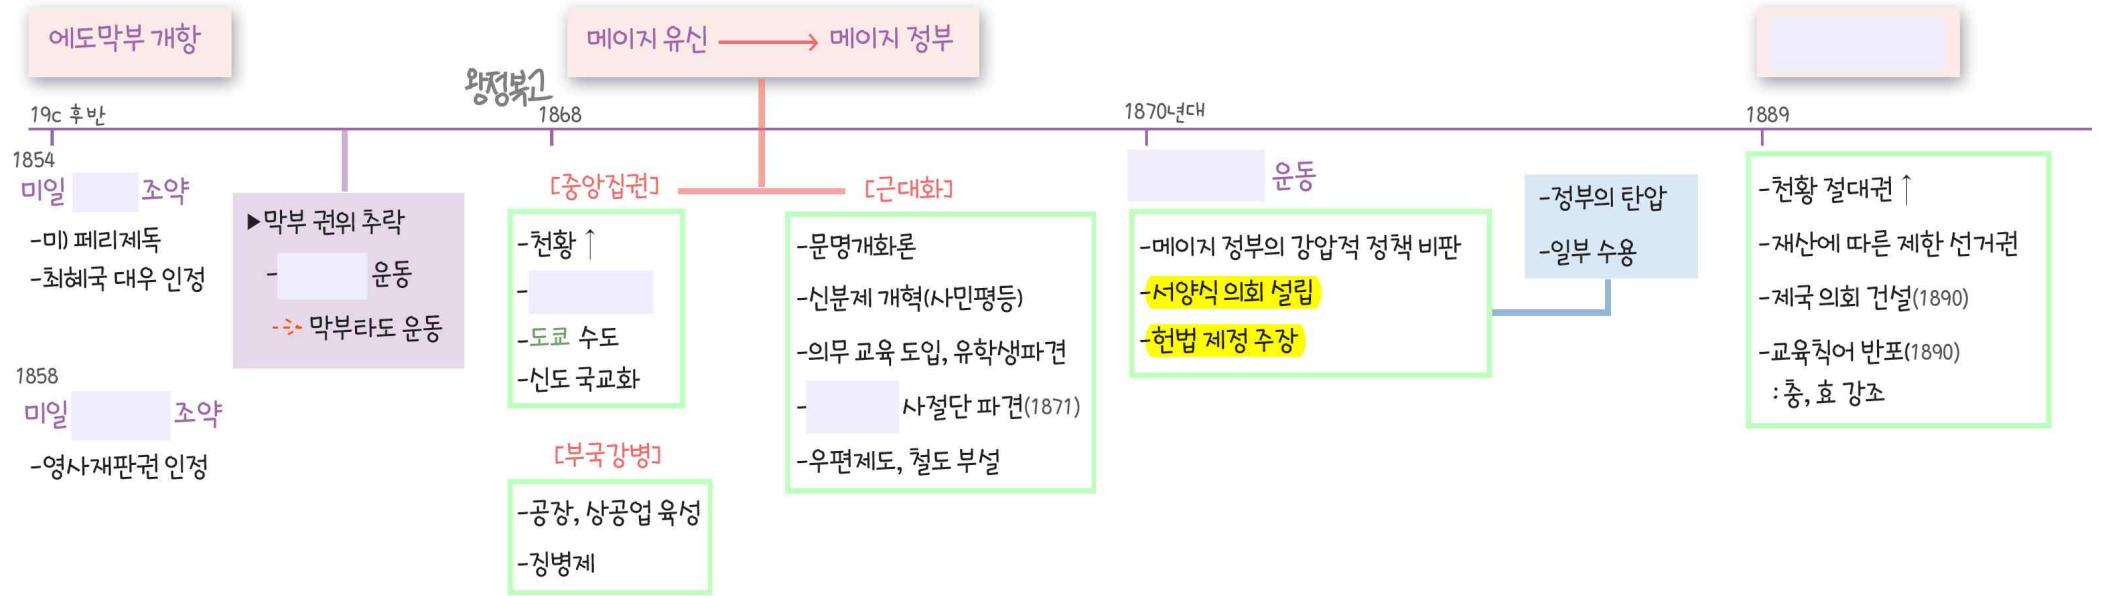 에도막부 개항
메이지 유신 → 메이지 정부
왕정복고
19c 후반
1868
1870년대
1889
1854
미일 조약
-미) 페리제독
-최혜국 대우 인정
1858
미일 조약
-영사재판권 인정
▶막부 권위 추락
- 운동
막부타도 운동
[중앙집권]
-천황 ↑
-
-도쿄 수도
-신도 국교화
[부국강병]
-공장, 상공업 육성
-징병제
[근대화]
-문명개화론
-신분제 개혁(사민평등)
-의무 교육 도입, 유학생파견
- 사절단 파견(1871)
-우편제도, 철도 부설
운동
-메이지 정부의 강압적 정책 비판
-서양식 의회 설립
-헌법 제정 주장
-정부의 탄압
-일부 수용
-천황 절대권 ↑
-재산에 따른 제한 선거권
-제국 의회 건설(1890)
-교육칙어 반포(1890)
: 충, 효 강조